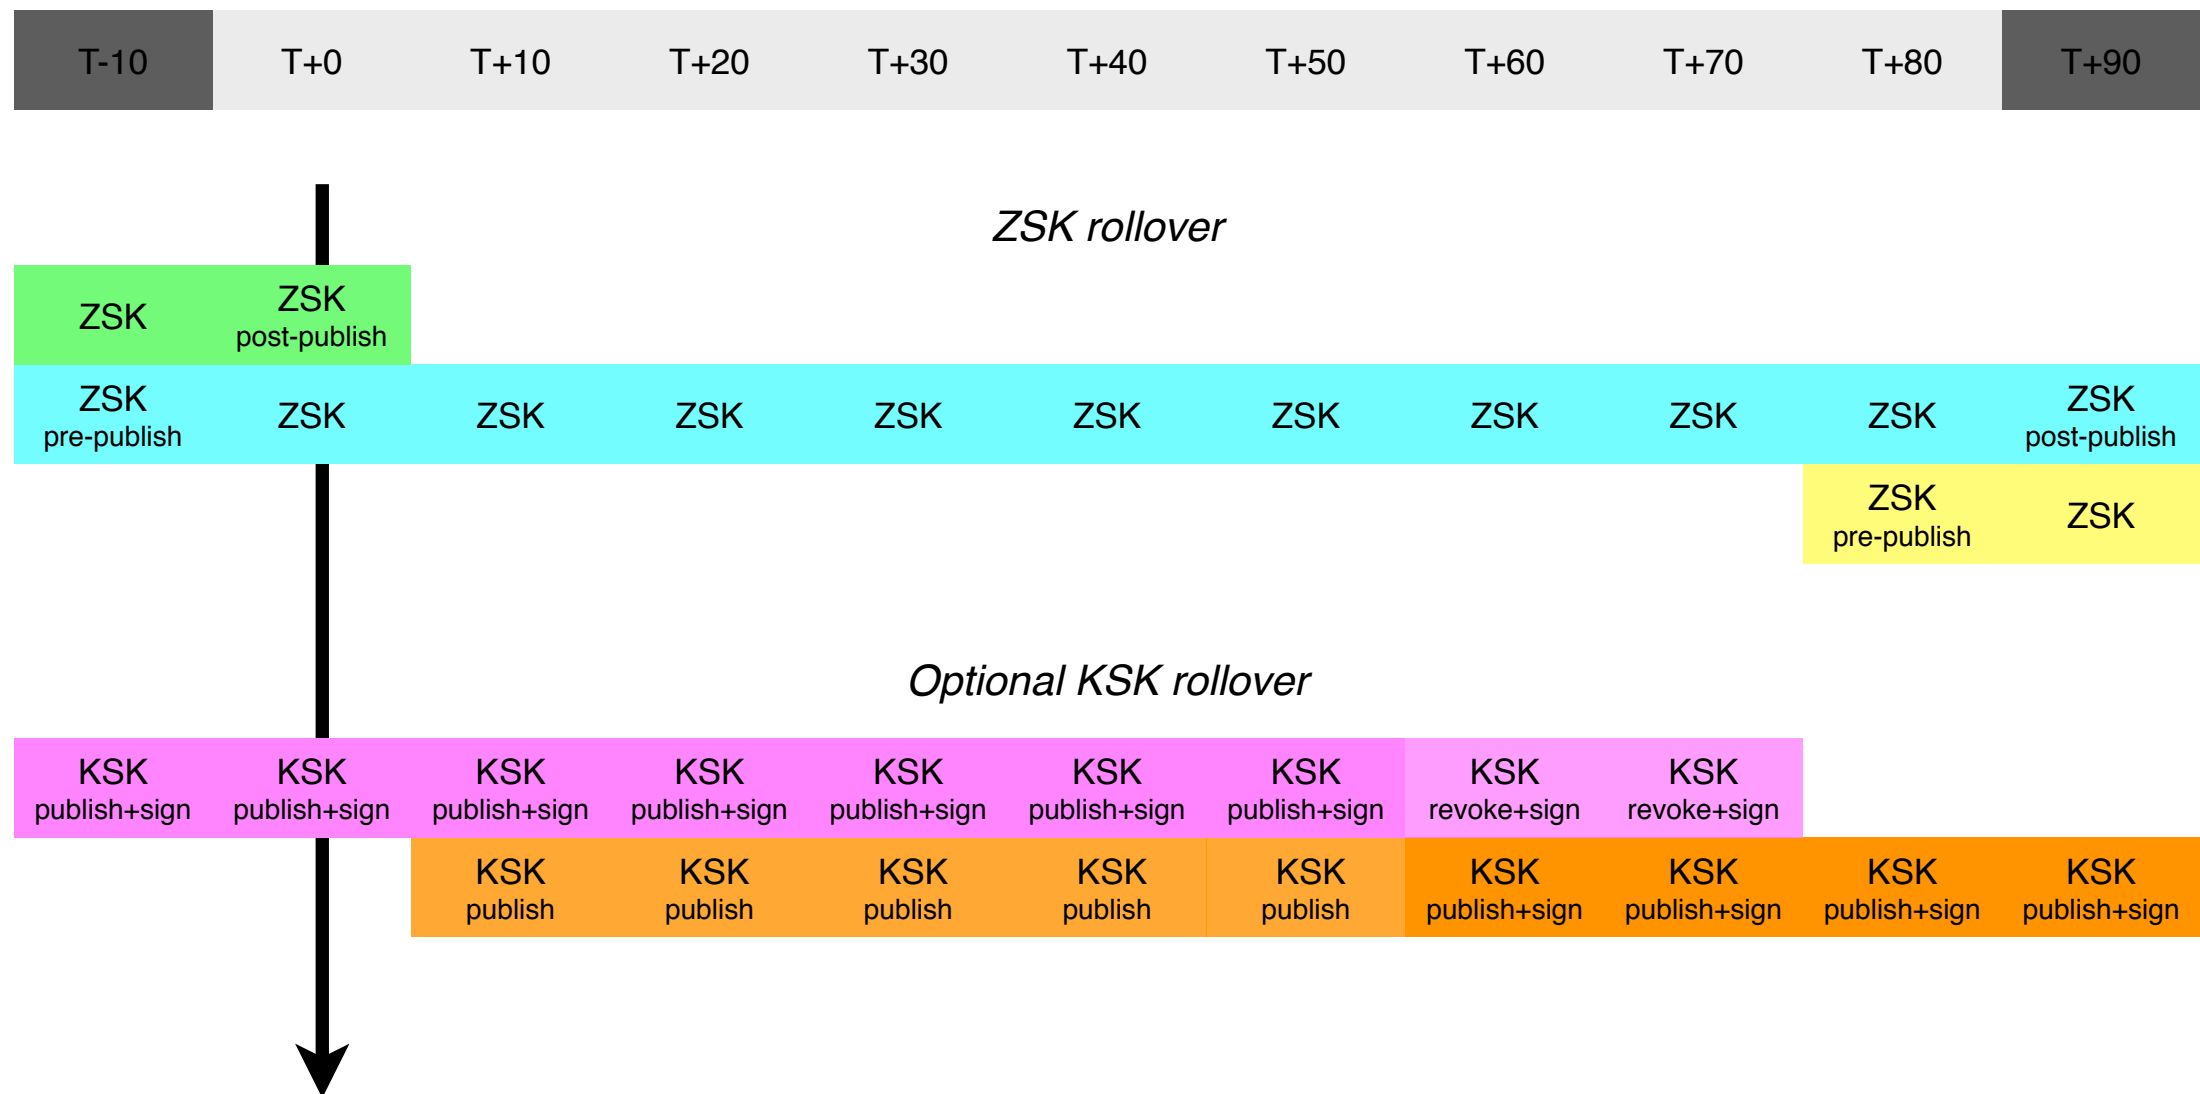 T-10 T+0 T+10 T+20 T+30 T+40 T+50 T+60 T+70 T+80 T+90
ZSK rollover
ZSK ZSK
post-publish
ZSK ZSK ZSK ZSK ZSK ZSK ZSK ZSK ZSK ZSK ZSK
pre-publish post-publish
ZSK ZSK
pre-publish
Optional KSK rollover
KSK KSK KSK KSK KSK KSK KSK KSK KSK
publish+sign publish+sign publish+sign publish+sign publish+sign publish+sign publish+sign revoke+sign revoke+sign
KSK KSK KSK KSK KSK KSK KSK KSK KSK
publish publish publish publish publish publish+sign publish+sign publish+sign publish+sign